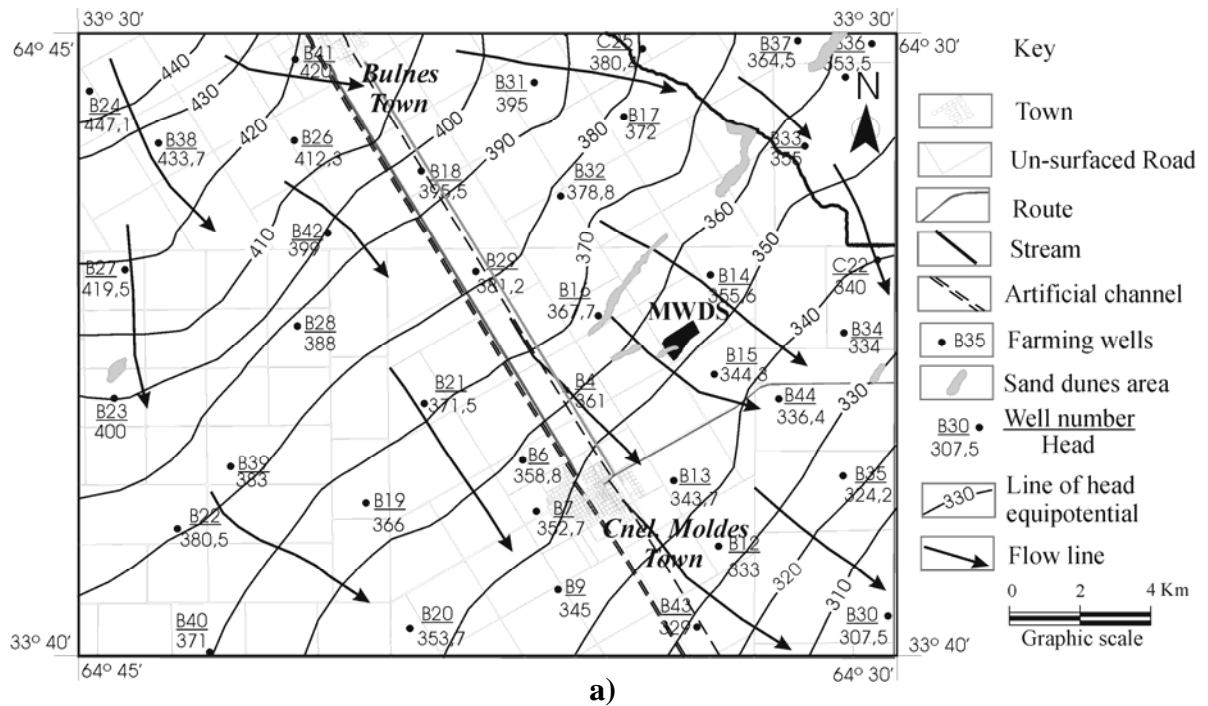 33º 30′
33º 30′
64º 45′
64º 30′
440
430
420
410
400
390
380
370
360
350
340
330
320
310
B41
420
Bulnes
Town
C25
380,4
B37
364,5
B36
353,5
N
B24
447,1
B31
395
B17
372
B38
433,7
B26
412,3
B33
355
B18
395,5
B32
378,8
B42
399
B27
419,5
B29
381,2
B16
367,7
MWDS
B14
355,6
C22
340
B28
388
B34
334
B15
344,3
B23
400
B21
371,5
B4
361
B44
336,4
B39
383
B6
358,8
B13
343,7
B35
324,2
B22
380,5
B19
366
B7
352,7
Cnel. Moldes
Town
B12
333
B9
345
B43
329
B30
307,5
B40
371
B20
353,7
33º 40′
33º 40′
64º 45′
64º 30′
a)
Key
Town
Un-surfaced Road
Route
Stream
Artificial channel
B35
Farming wells
Sand dunes area
B30
307,5
Well number
Head
330
Line of head
equipotential
Flow line
0 2 4 Km
Graphic scale